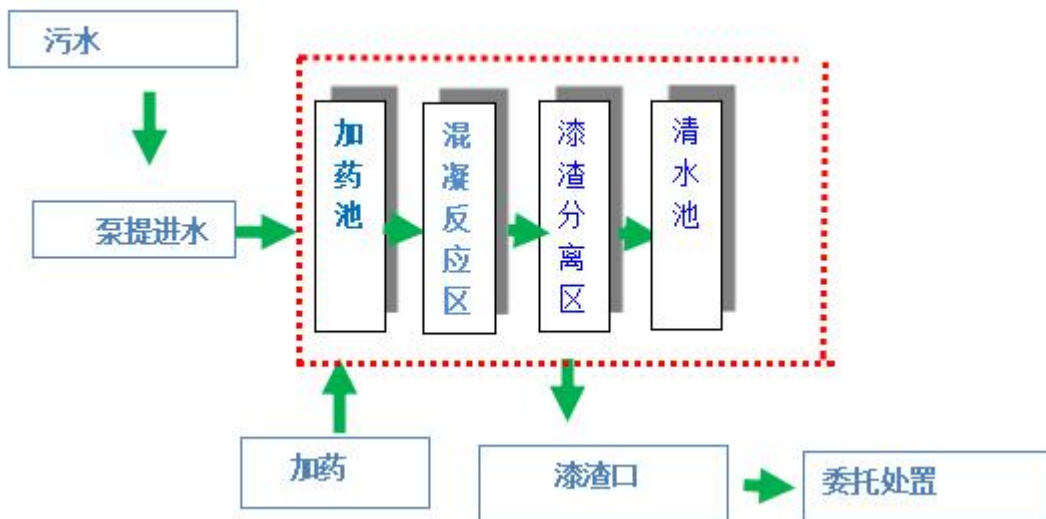 污水
泵提进水
加药池
混凝反应区
漆渣分离区
清水池
加药
漆渣口
委托处置